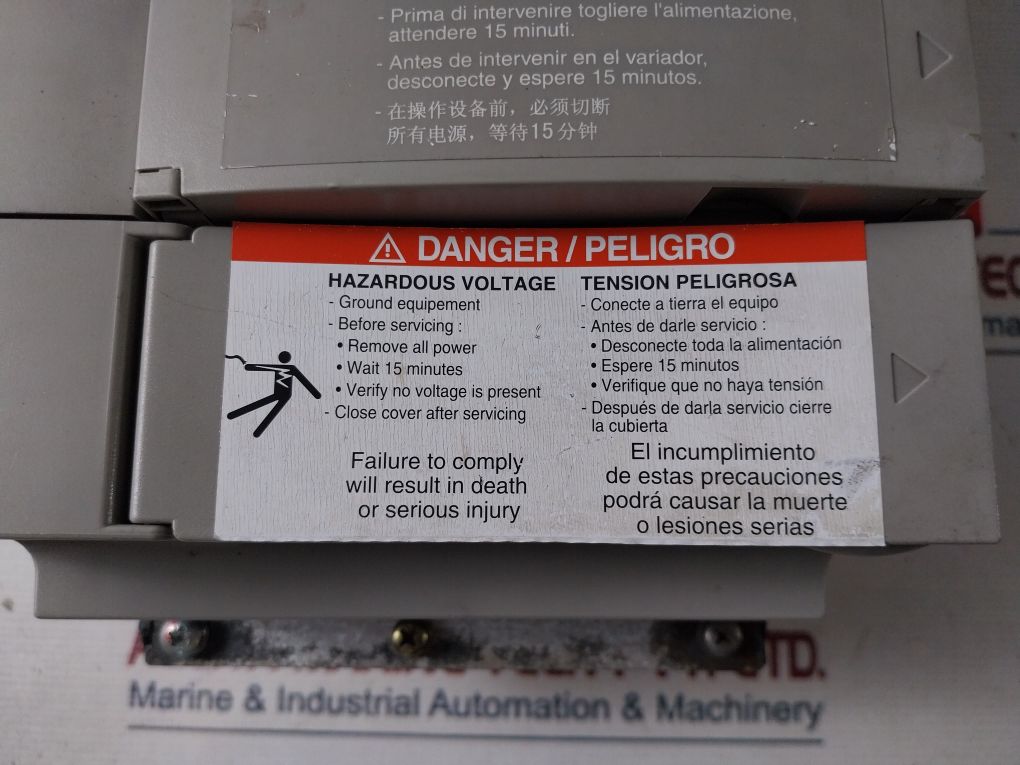 - Prima di intervenire togliere l'alimentazione,
attendere 15 minuti.
- Antes de intervenir en el variador,
desconecte y espere 15 minutos.
- 在操作设备前，必须切断
所有电源，等待15分钟
DANGER / PELIGRO
HAZARDOUS VOLTAGE
- Ground equipement
- Before servicing :
• Remove all power
• Wait 15 minutes
• Verify no voltage is present
- Close cover after servicing
Failure to comply
will result in death
or serious injury
TENSION PELIGROSA
- Conecte a tierra el equipo
- Antes de darle servicio :
• Desconecte toda la alimentación
• Espere 15 minutos
• Verifique que no haya tensión
- Después de darla servicio cierre
la cubierta
El incumplimiento
de estas precauciones
podrá causar la muerte
o lesiones serias
LTD.
Marine & Industrial Automation & Machinery